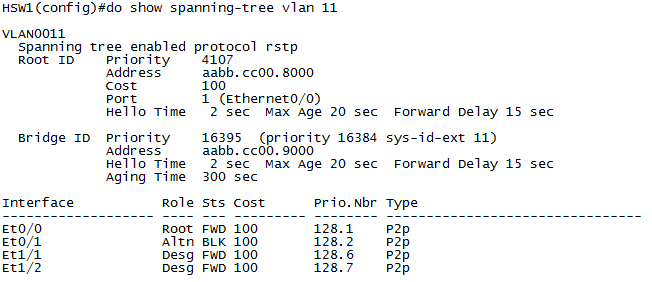 HSW1(config)#do show spanning-tree vlan 11
VLAN0011
Spanning tree enabled protocol rstp
Root ID Priority 4107
Address aabb.cc00.8000
Cost 100
Port 1 (Ethernet0/0)
Hello Time 2 sec Max Age 20 sec Forward Delay 15 sec
Bridge ID Priority 16395 (priority 16384 sys-id-ext 11)
Address aabb.cc00.9000
Hello Time 2 sec Max Age 20 sec Forward Delay 15 sec
Aging Time 300 sec
Interface Role Sts Cost Prio.Nbr Type
------------------- ---- --- --------- -------- --------------------------------
Et0/0 Root FWD 100 128.1 P2p
Et0/1 Altn BLK 100 128.2 P2p
Et1/1 Desg FWD 100 128.6 P2p
Et1/2 Desg FWD 100 128.7 P2p